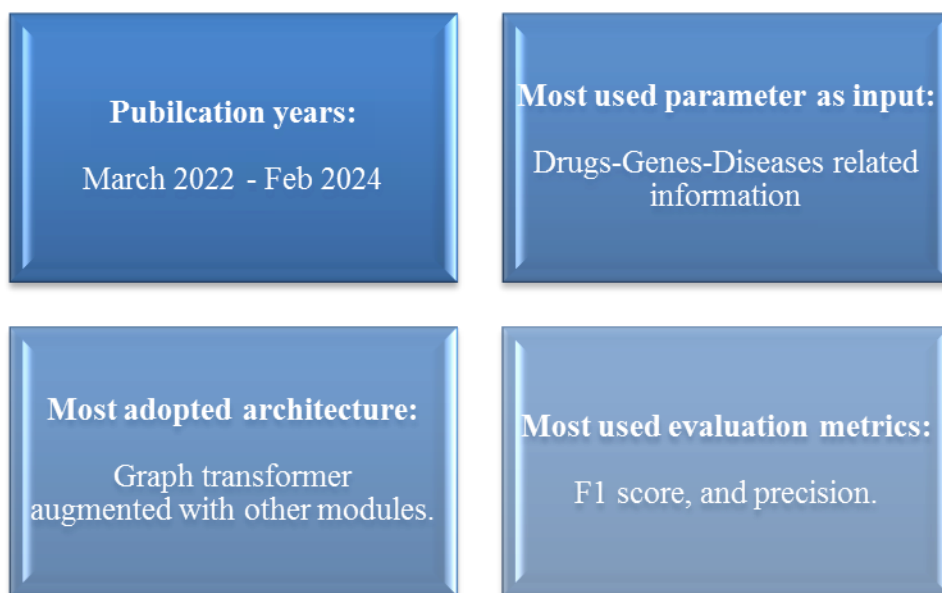 Pubilcation years:
March 2022 - Feb 2024
Most used parameter as input:
Drugs-Genes-Diseases related
information
Most adopted architecture:
Graph transformer
augmented with other modules.
Most used evaluation metrics:
F1 score, and precision.